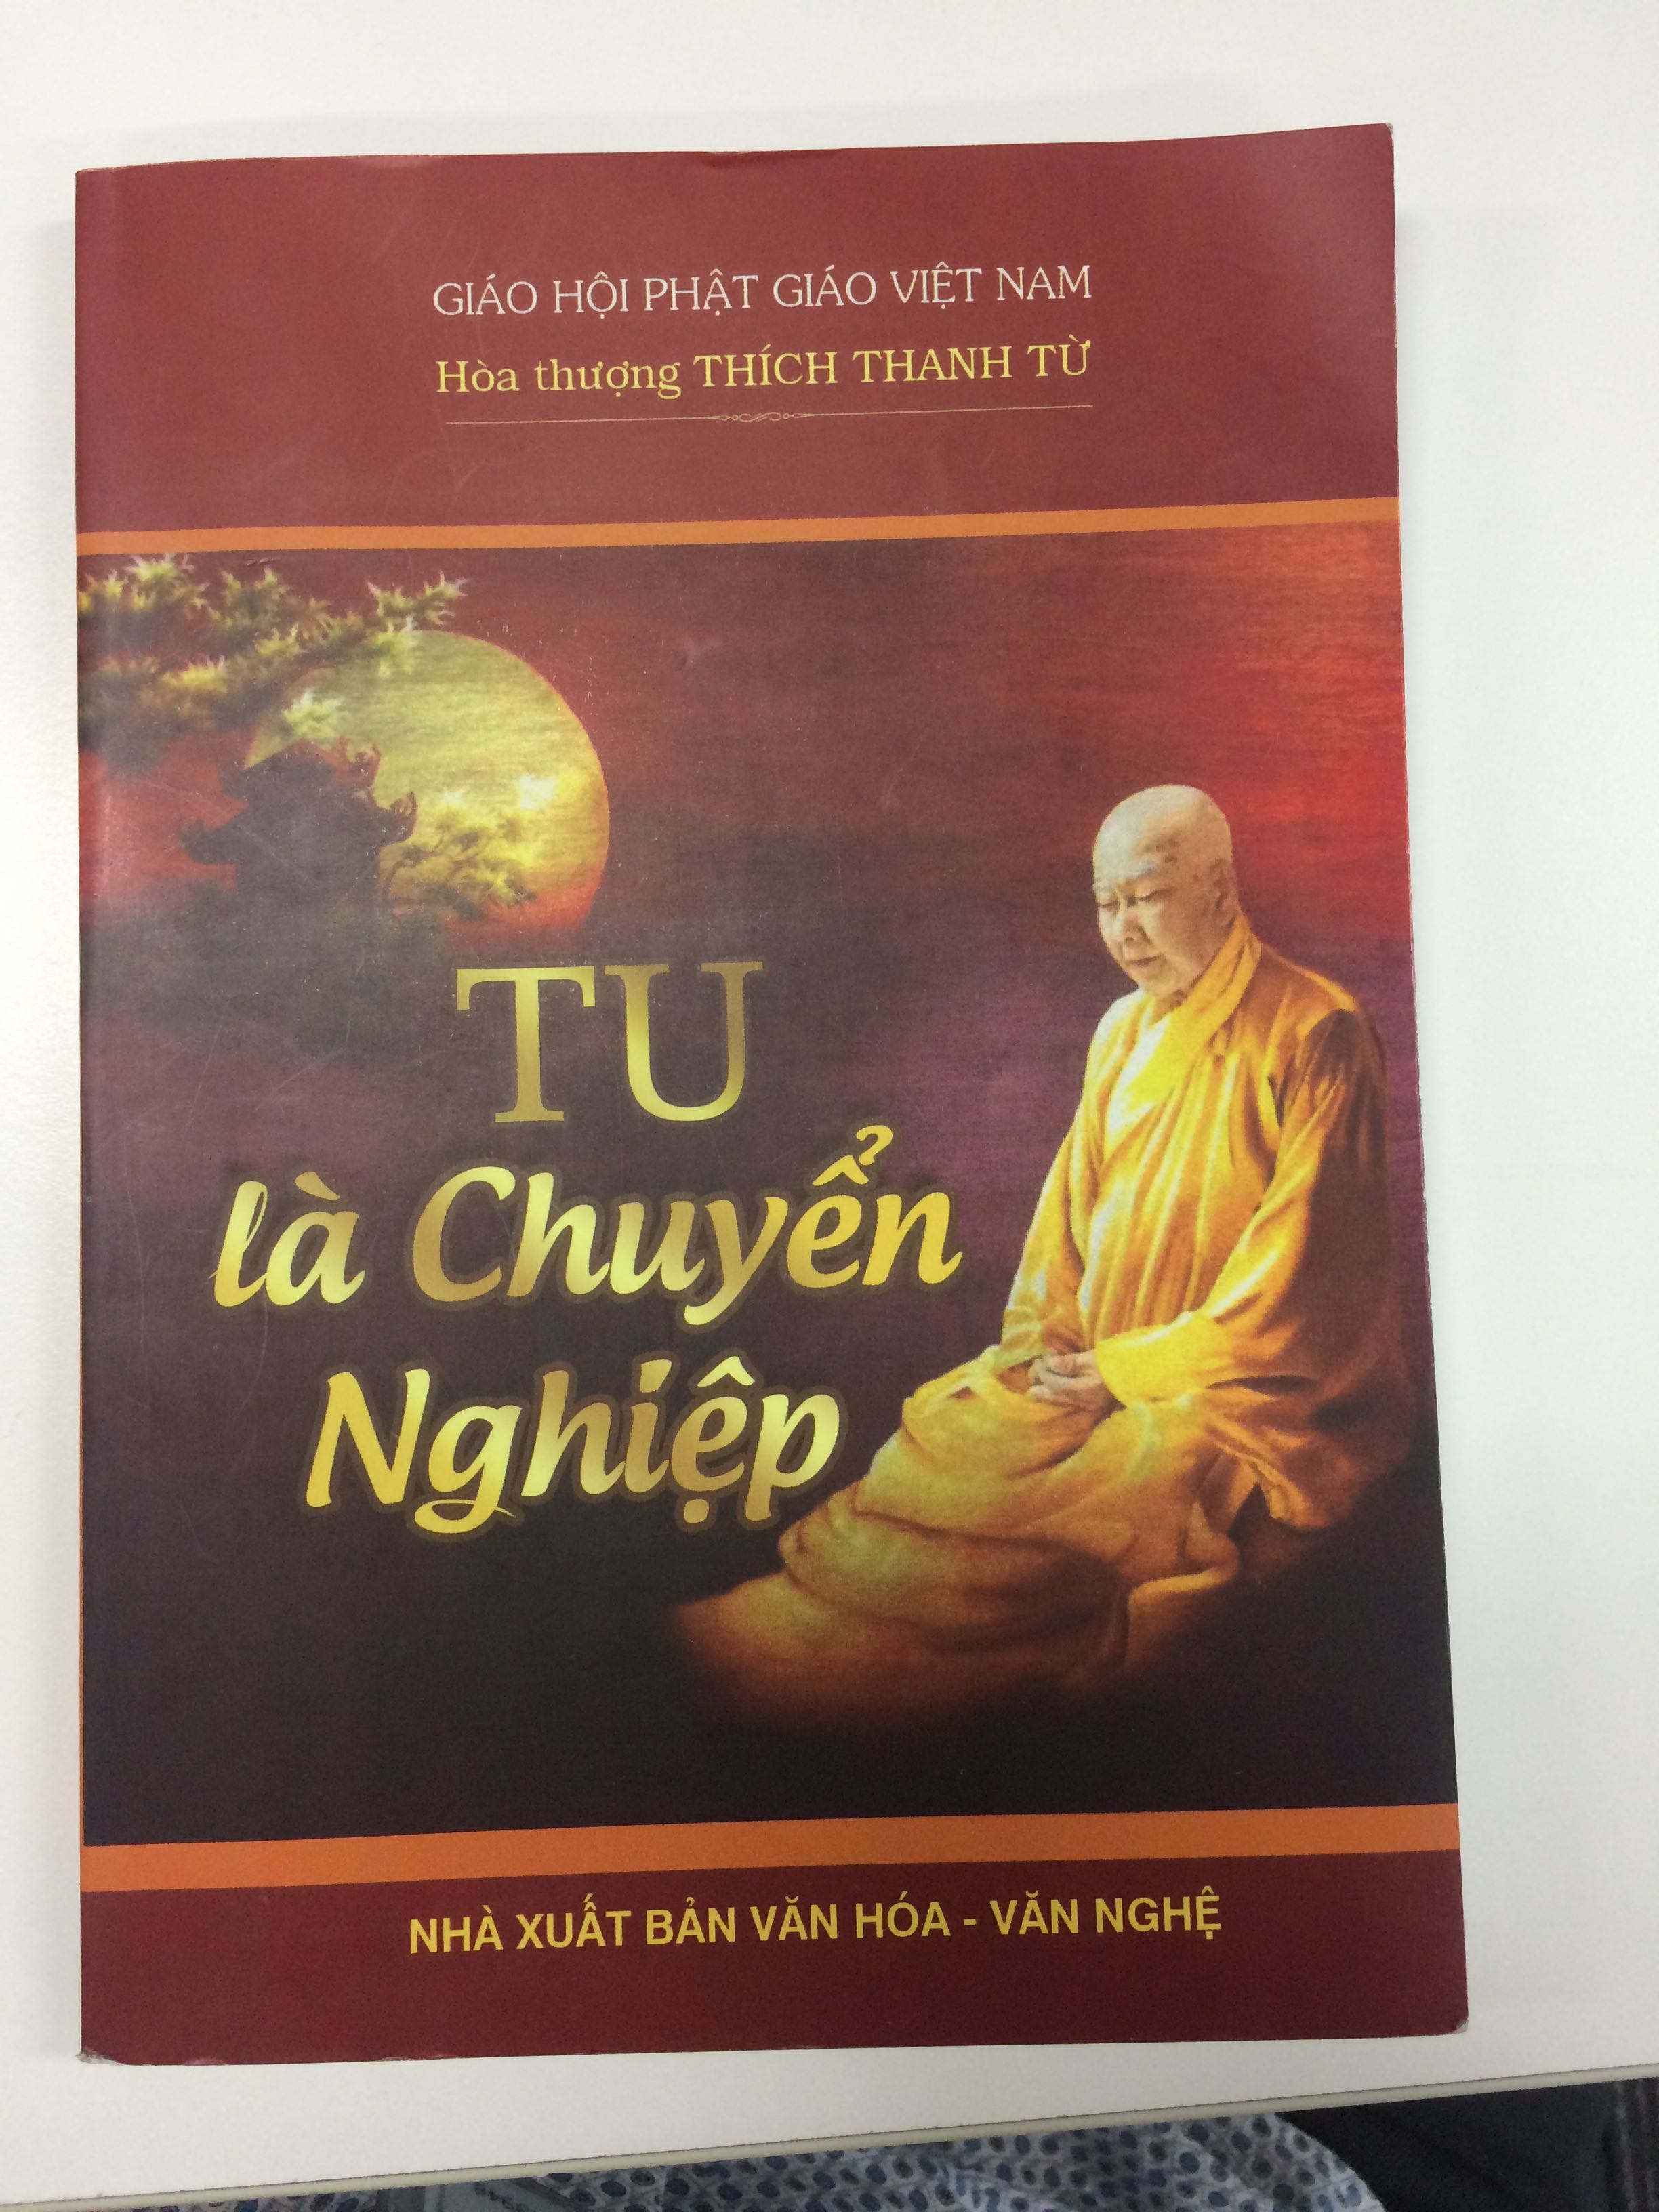 GIÁO HỘI PHẬT GIÁO VIỆT NAM
Hòa thượng THÍCH THANH TỪ
TU
là Chuyển
Nghiệp
NHÀ XUẤT BẢN VĂN HÓA - VĂN NGHỆ